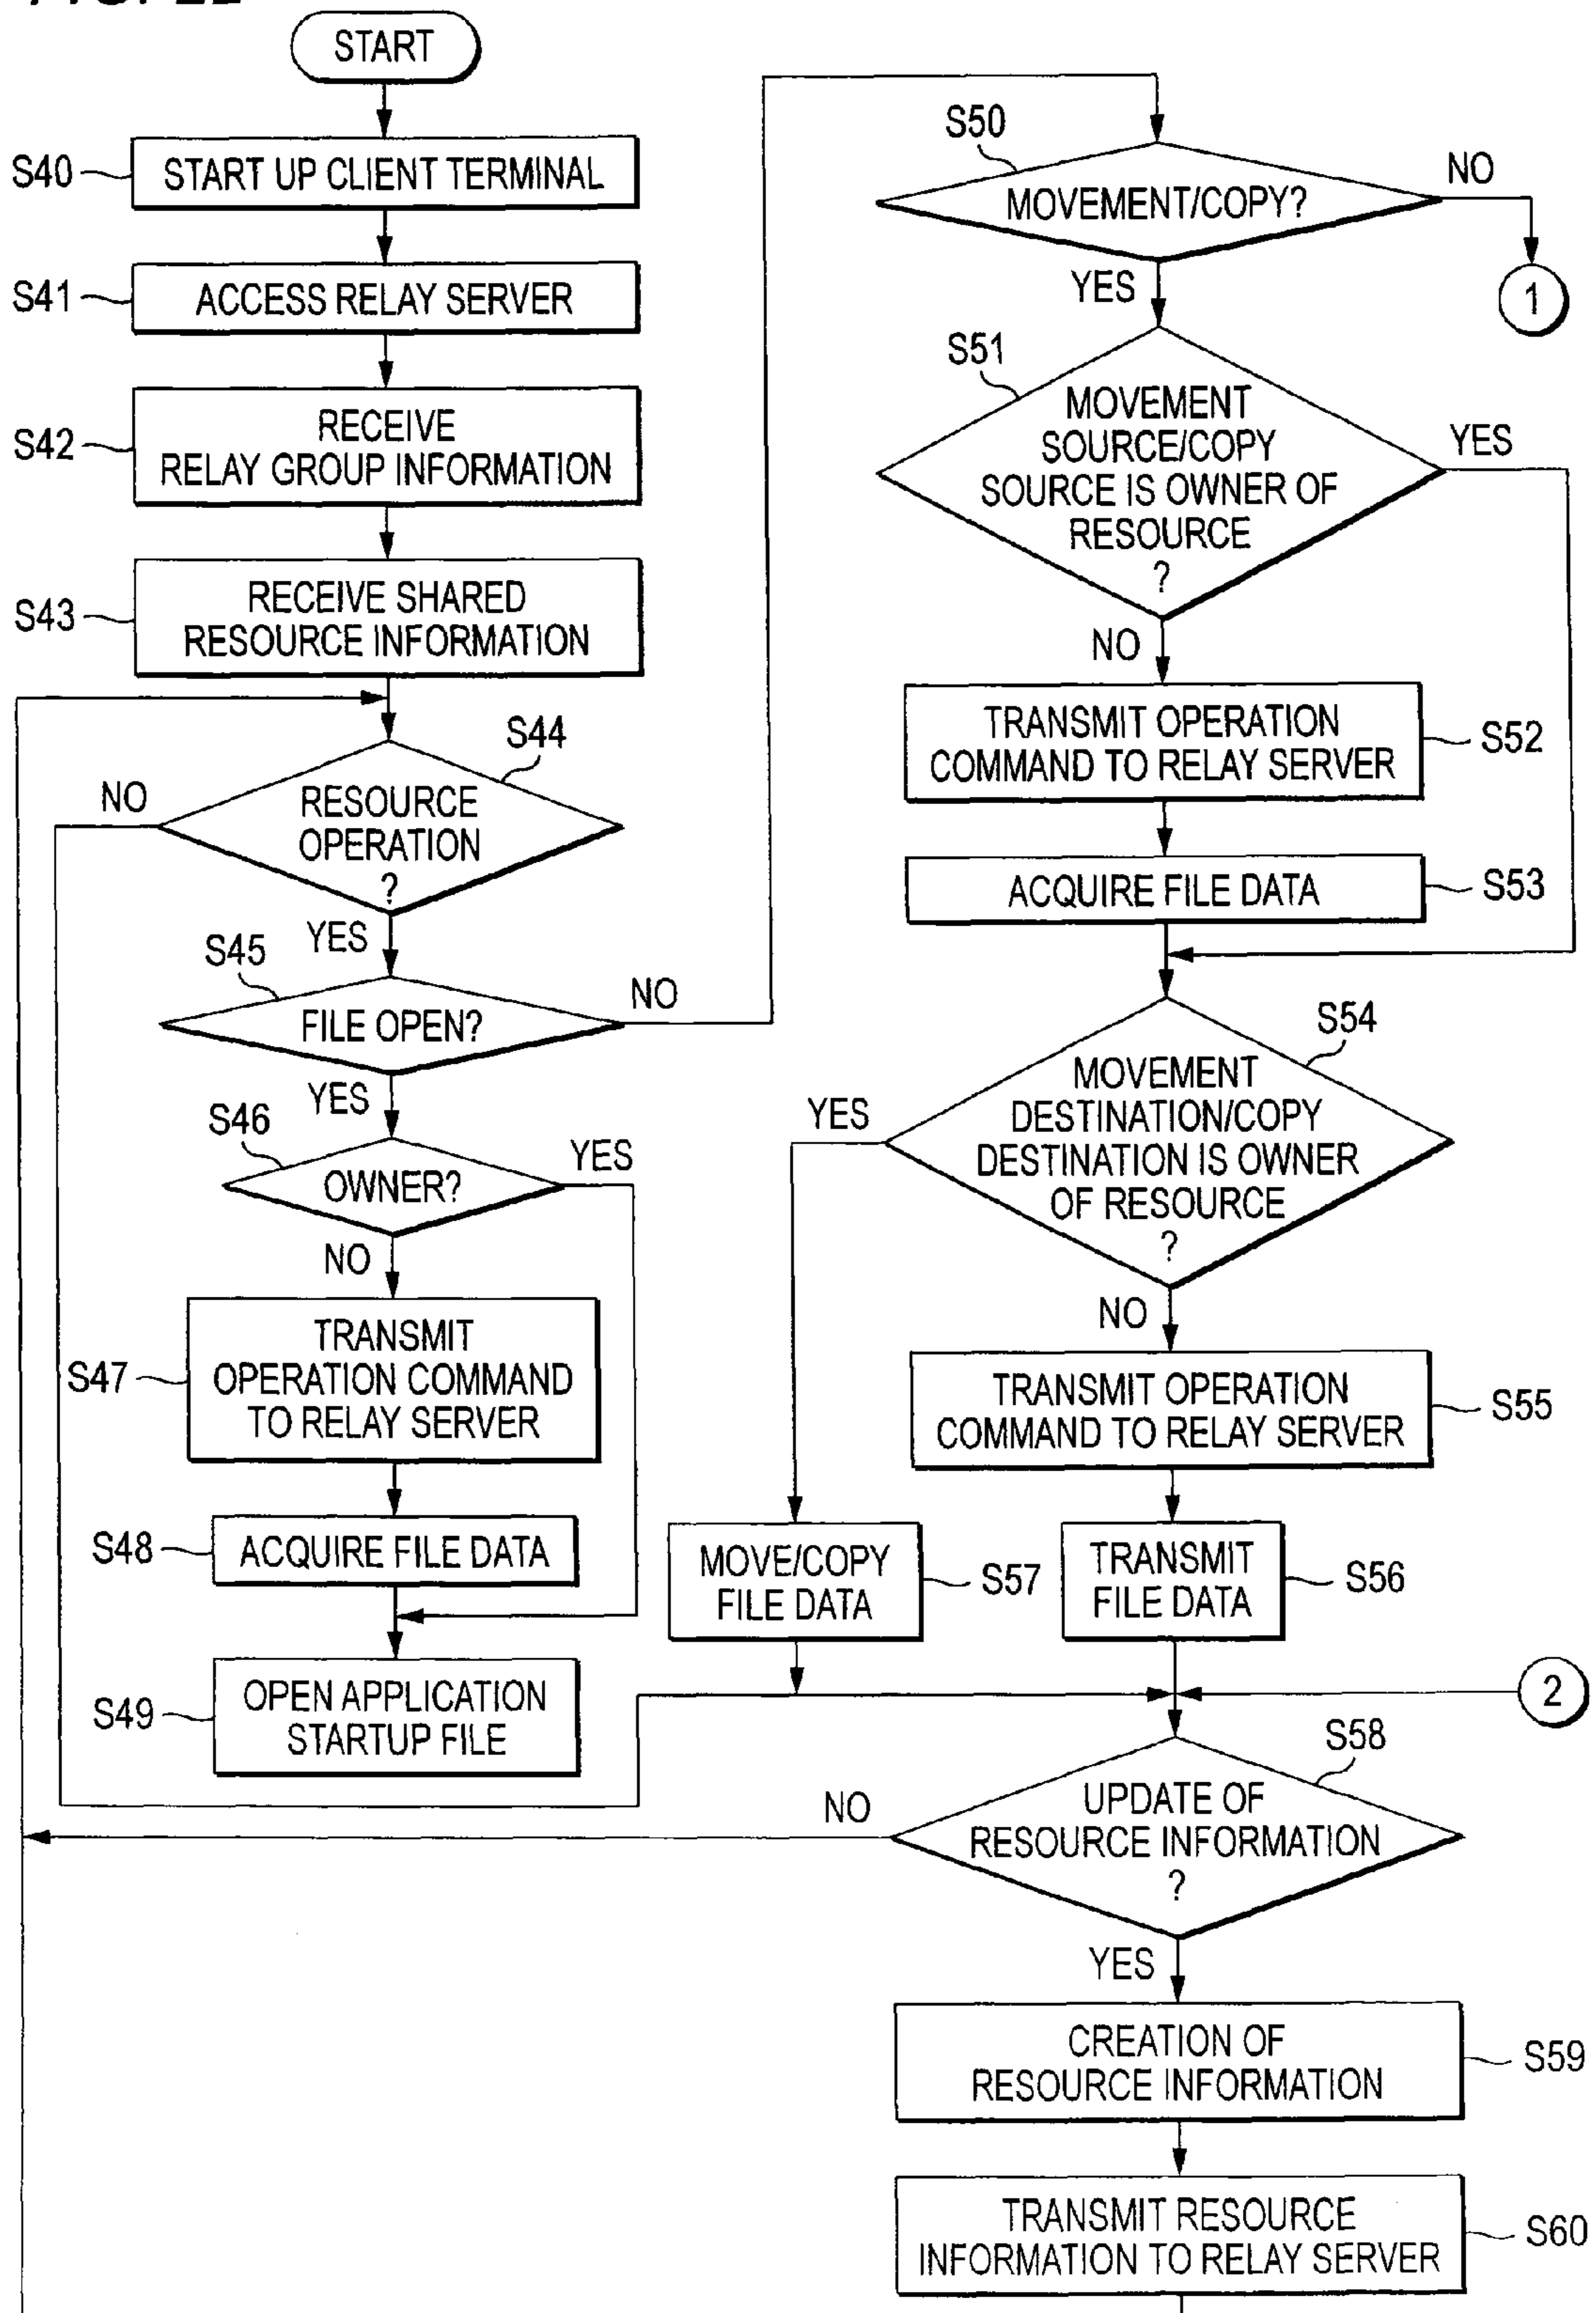 START
S40
START UP CLIENT TERMINAL
S41
ACCESS RELAY SERVER
S42
RECEIVE
RELAY GROUP INFORMATION
S43
RECEIVE SHARED
RESOURCE INFORMATION
S44
NO
RESOURCE
OPERATION
?
YES
S45
NO
FILE OPEN?
YES
S46
YES
OWNER?
NO
S47
TRANSMIT
OPERATION COMMAND
TO RELAY SERVER
S48
ACQUIRE FILE DATA
S49
OPEN APPLICATION
STARTUP FILE
S50
NO
MOVEMENT/COPY?
YES
1
S51
MOVEMENT
SOURCE/COPY
SOURCE IS OWNER OF
RESOURCE
?
YES
NO
TRANSMIT OPERATION
COMMAND TO RELAY SERVER
S52
ACQUIRE FILE DATA
S53
S54
MOVEMENT
DESTINATION/COPY
DESTINATION IS OWNER
OF RESOURCE
?
YES
NO
TRANSMIT OPERATION
COMMAND TO RELAY SERVER
S55
MOVE/COPY
FILE DATA
S57
TRANSMIT
FILE DATA
S56
2
S58
NO
UPDATE OF
RESOURCE INFORMATION
?
YES
CREATION OF
RESOURCE INFORMATION
S59
TRANSMIT RESOURCE
INFORMATION TO RELAY SERVER
S60